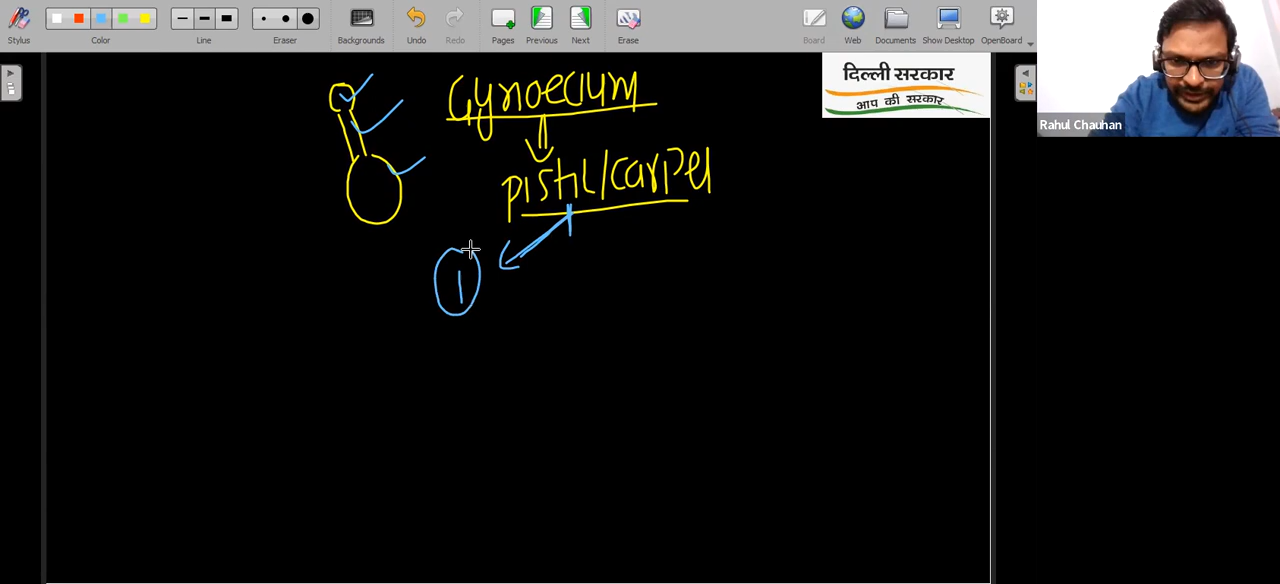 Stylus
Color
Line
Eraser
Backgrounds
Undo
Redo
Pages
Previous
Next
Erase
Board
Web
Documents
Show Desktop
OpenBoard
दिल्ली सरकार
आप की सरकार
Rahul Chauhan
Gynoecium
pistil/carpel
1